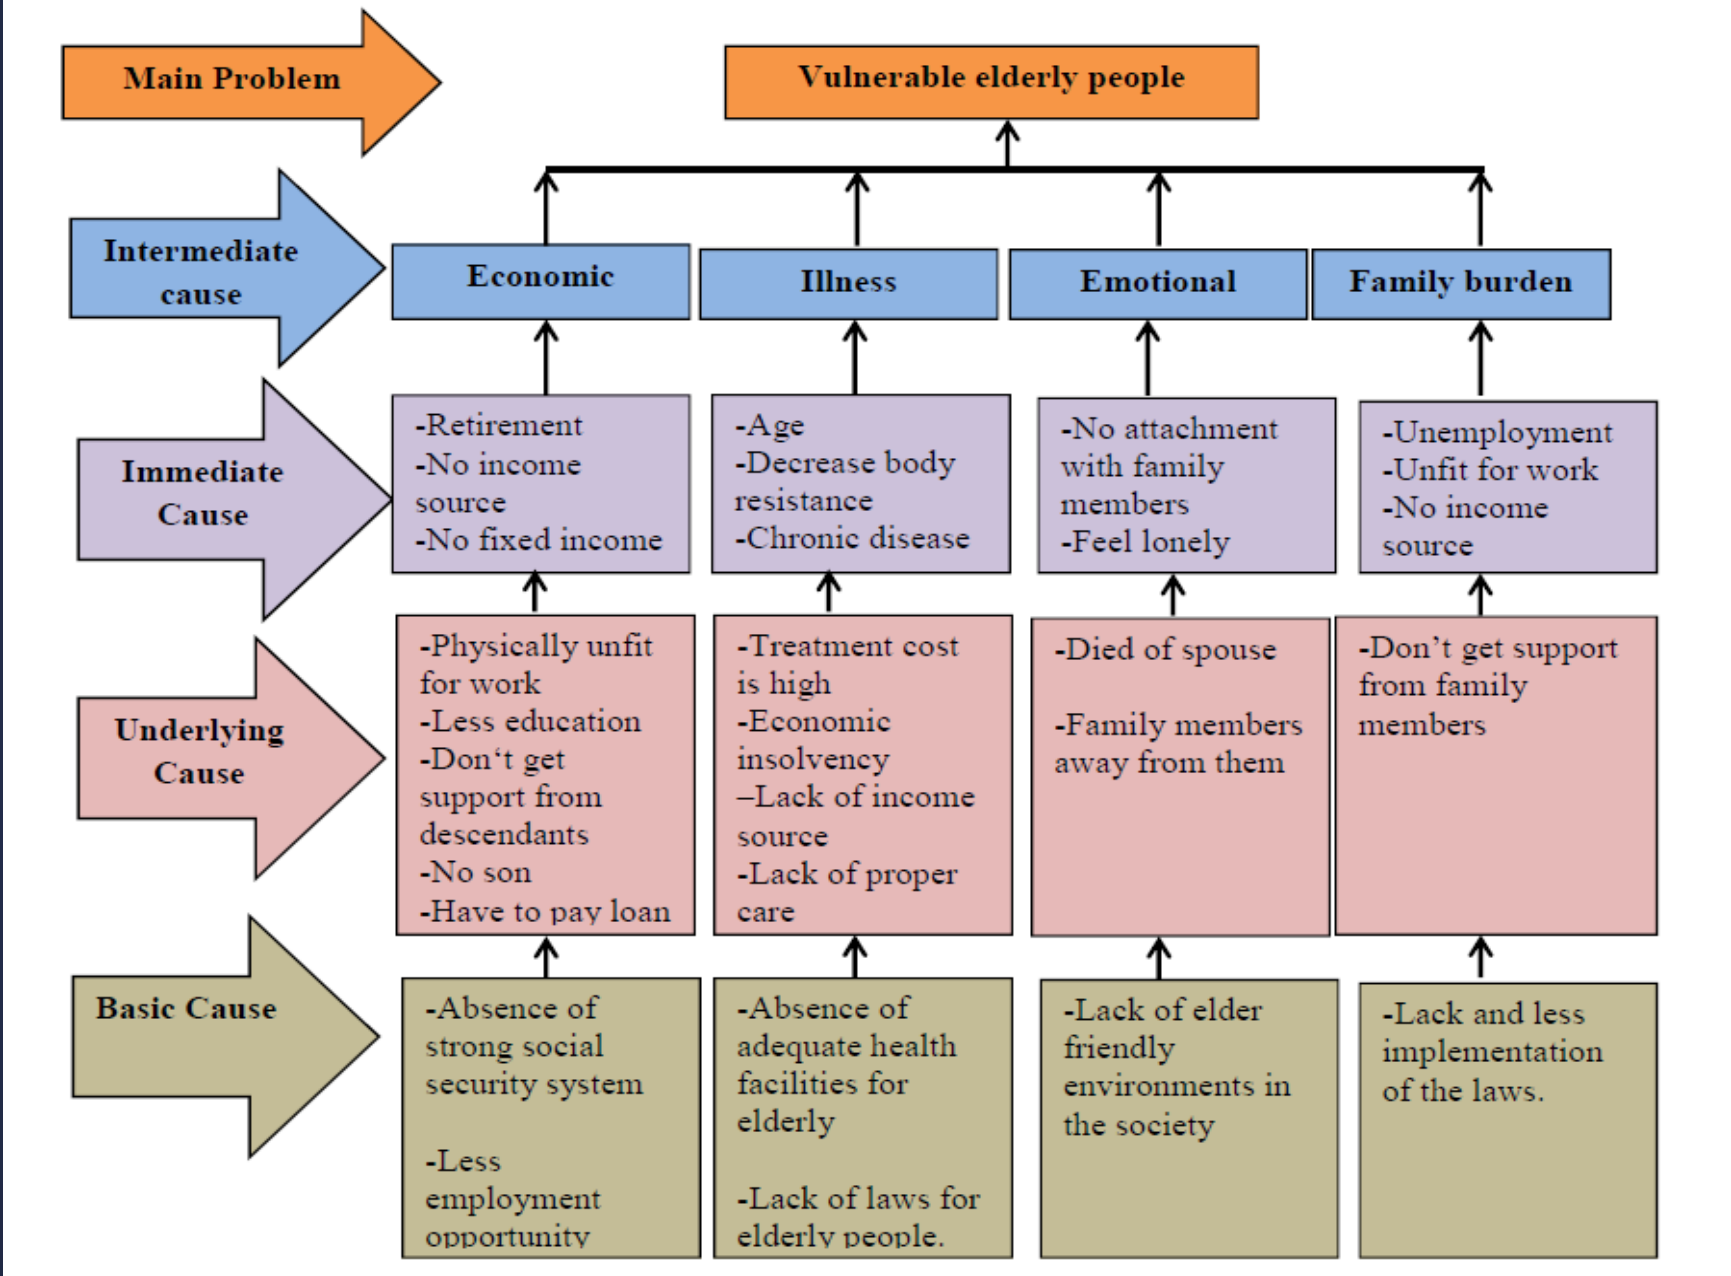 Main Problem
Vulnerable elderly people
Intermediate
cause
Economic
Illness
Emotional
Family burden
Immediate
Cause
-Retirement
-No income
source
-No fixed income
-Age
-Decrease body
resistance
-Chronic disease
-No attachment
with family
members
-Feel lonely
-Unemployment
-Unfit for work
-No income
source
Underlying
Cause
-Physically unfit
for work
-Less education
-Don‘t get
support from
descendants
-No son
-Have to pay loan
-Treatment cost
is high
-Economic
insolvency
–Lack of income
source
-Lack of proper
care
-Died of spouse
-Family members
away from them
-Don’t get support
from family
members
Basic Cause
-Absence of
strong social
security system
-Less
employment
opportunity
-Absence of
adequate health
facilities for
elderly
-Lack of laws for
elderly people.
-Lack of elder
friendly
environments in
the society
-Lack and less
implementation
of the laws.